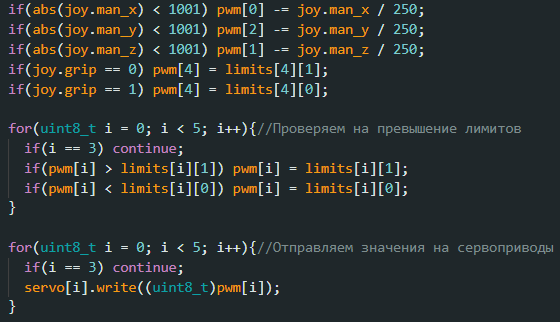 if(abs(joy.man_x) < 1001) pwm[0] -= joy.man_x / 250;
if(abs(joy.man_y) < 1001) pwm[2] -= joy.man_y / 250;
if(abs(joy.man_z) < 1001) pwm[1] -= joy.man_z / 250;
if(joy.grip == 0) pwm[4] = limits[4][1];
if(joy.grip == 1) pwm[4] = limits[4][0];

for(uint8_t i = 0; i < 5; i++){//Проверяем на превышение лимитов
  if(i == 3) continue;
  if(pwm[i] > limits[i][1]) pwm[i] = limits[i][1];
  if(pwm[i] < limits[i][0]) pwm[i] = limits[i][0];
}

for(uint8_t i = 0; i < 5; i++){//Отправляем значения на сервоприводы
  if(i == 3) continue;
  servo[i].write((uint8_t)pwm[i]);
}